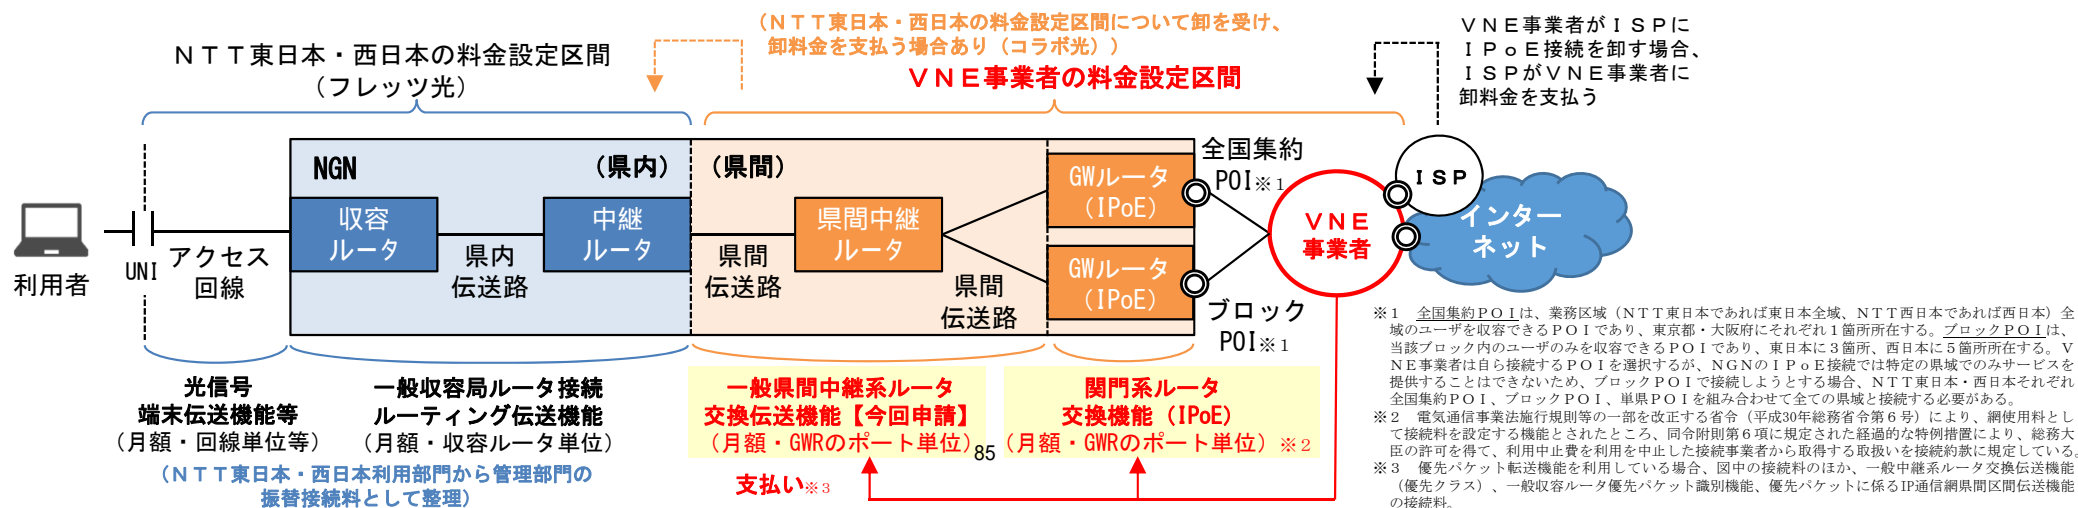 （ＮＴＴ東日本・西日本の料金設定区間について卸を受け、
卸料金を支払う場合あり（コラボ光））
ＶＮＥ事業者がＩＳＰに
ＩＰｏＥ接続を卸す場合、
ＩＳＰがＶＮＥ事業者に
卸料金を支払う
ＮＴＴ東日本・西日本の料金設定区間
（フレッツ光）
ＶＮＥ事業者の料金設定区間
NGN
（県内）
（県間）
利用者
UNI
アクセス
回線
収容
ルータ
県内
伝送路
中継
ルータ
県間
伝送路
県間中継
ルータ
県間
伝送路
GWルータ
（IPoE）
GWルータ
（IPoE）
全国集約
POI※１
ブロック
POI※１
ＶＮＥ
事業者
ＩＳＰ
インター
ネット
光信号
端末伝送機能等
（月額・回線単位等）
一般収容局ルータ接続
ルーティング伝送機能
（月額・収容ルータ単位）
（ＮＴＴ東日本・西日本利用部門から管理部門の
振替接続料として整理）
一般県間中継系ルータ
交換伝送機能【今回申請】
（月額・GWRのポート単位）
85
関門系ルータ
交換機能（IPoE）
（月額・GWRのポート単位）※２
支払い※３
※１　全国集約ＰＯＩは、業務区域（ＮＴＴ東日本であれば東日本全域、ＮＴＴ西日本であれば西日本）全
域のユーザを収容できるＰＯＩであり、東京都・大阪府にそれぞれ１箇所所在する。ブロックＰＯＩは、
当該ブロック内のユーザのみを収容できるＰＯＩであり、東日本に３箇所、西日本に５箇所所在する。Ｖ
ＮＥ事業者は自ら接続するＰＯＩを選択するが、ＮＧＮのＩＰｏＥ接続では特定の県域でのみサービスを
提供することはできないため、ブロックＰＯＩで接続しようとする場合、ＮＴＴ東日本・西日本それぞれ
全国集約ＰＯＩ、ブロックＰＯＩ、単県ＰＯＩを組み合わせて全ての県域と接続する必要がある。
※２　電気通信事業法施行規則等の一部を改正する省令（平成30年総務省令第６号）により、網使用料とし
て接続料を設定する機能とされたところ、同令附則第６項に規定された経過的な特例措置により、総務大
臣の許可を得て、利用中止費を利用を中止した接続事業者から取得する取扱いを接続約款に規定している。
※３　優先パケット転送機能を利用している場合、図中の接続料のほか、一般中継系ルータ交換伝送機能
（優先クラス）、一般収容ルータ優先パケット識別機能、優先パケットに係るIP通信網県間区間伝送機能
の接続料。